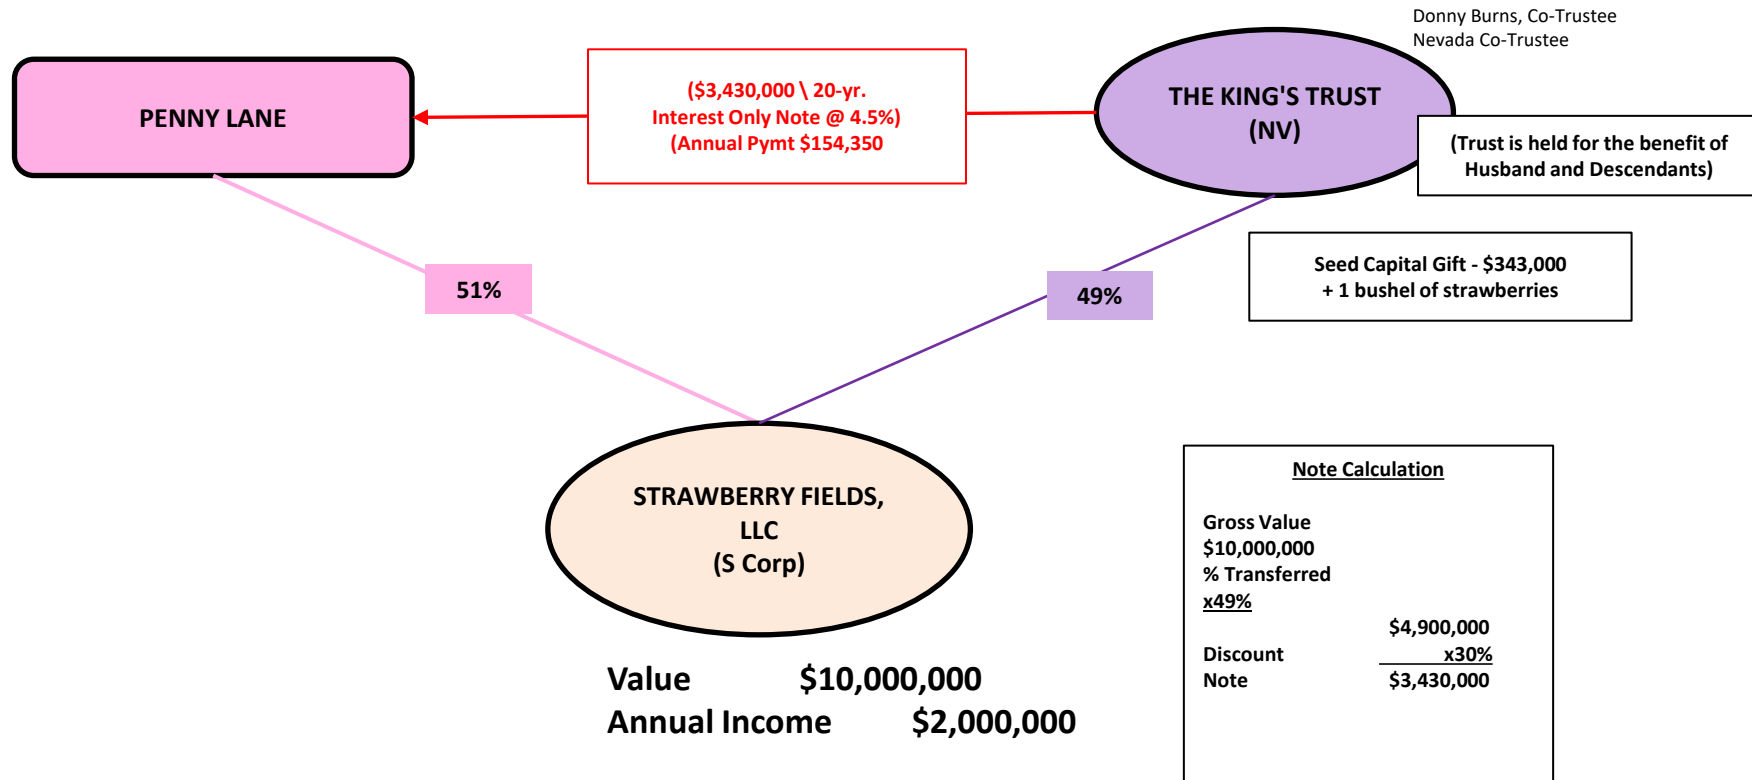 Donny Burns, Co-Trustee
Nevada Co-Trustee
PENNY LANE
($3,430,000 \ 20-yr.
Interest Only Note @ 4.5%)
(Annual Pymt $154,350
THE KING'S TRUST
(NV)
(Trust is held for the benefit of
Husband and Descendants)
Seed Capital Gift - $343,000
+ 1 bushel of strawberries
51%
49%
STRAWBERRY FIELDS,
LLC
(S Corp)
Value $10,000,000
Annual Income $2,000,000
Note Calculation
Gross Value
$10,000,000
% Transferred
x49%
$4,900,000
Discount x30%
Note $3,430,000